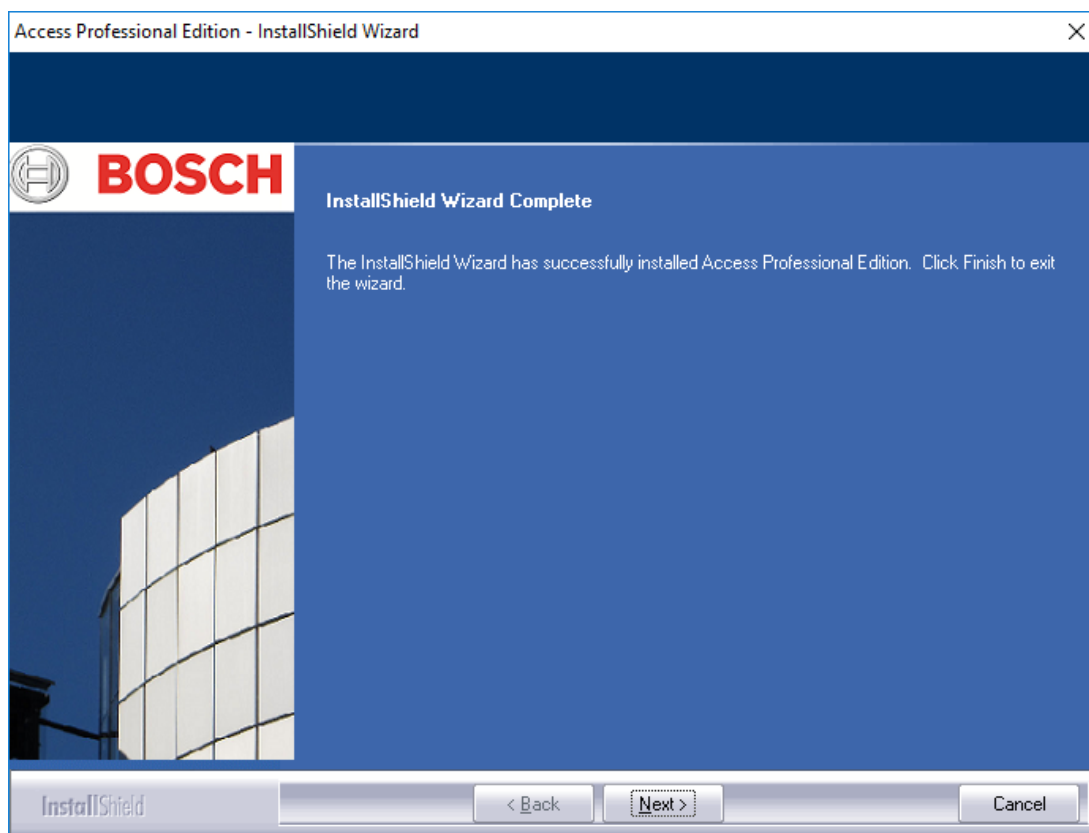 Access Professional Edition - InstallShield Wizard
BOSCH
InstallShield Wizard Complete
The InstallShield Wizard has successfully installed Access Professional Edition. Click Finish to exit
the wizard.
InstallShield
< Back
Next >
Cancel